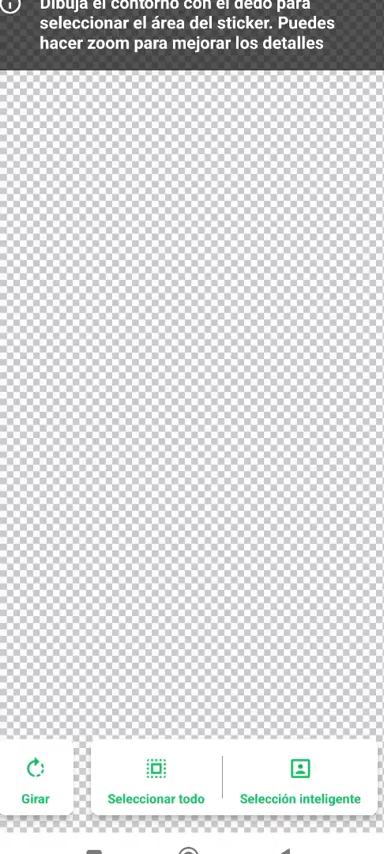 Dibuja el contorno con el dedo para
seleccionar el área del sticker. Puedes
hacer zoom para mejorar los detalles
Girar
Seleccionar todo
Selección inteligente